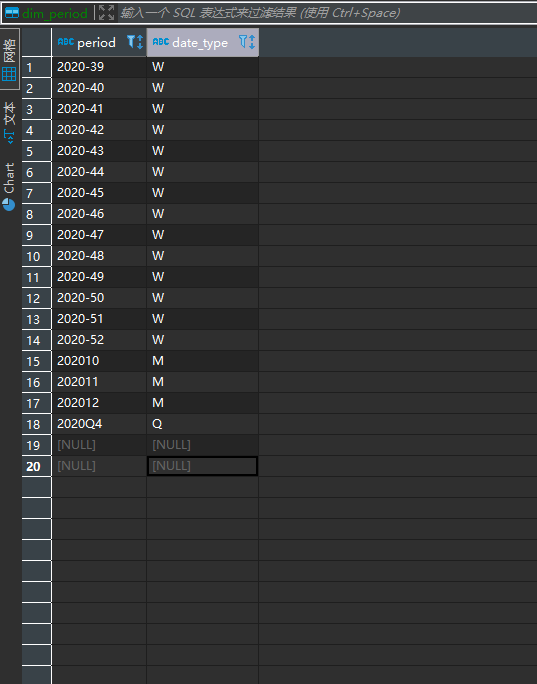 dim_period 输入一个 SQL 表达式来过滤结果 (使用 Ctrl+Space)
网格
文本
Chart
ABC period ABC date_type
1 2020-39 W
2 2020-40 W
3 2020-41 W
4 2020-42 W
5 2020-43 W
6 2020-44 W
7 2020-45 W
8 2020-46 W
9 2020-47 W
10 2020-48 W
11 2020-49 W
12 2020-50 W
13 2020-51 W
14 2020-52 W
15 202010 M
16 202011 M
17 202012 M
18 2020Q4 Q
19 [NULL] [NULL]
20 [NULL] [NULL]